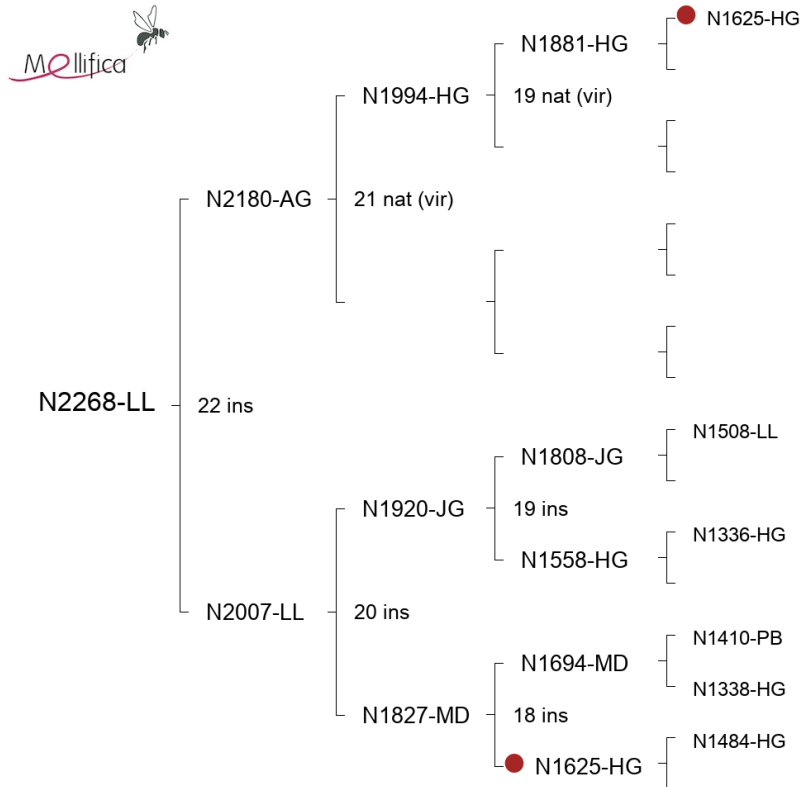 Mellifica
N1625-HG
N1881-HG
N1994-HG
19 nat (vir)
N2180-AG
21 nat (vir)
N2268-LL
22 ins
N1508-LL
N1808-JG
N1920-JG
19 ins
N1336-HG
N1558-HG
N2007-LL
20 ins
N1410-PB
N1694-MD
N1338-HG
N1827-MD
18 ins
N1484-HG
N1625-HG